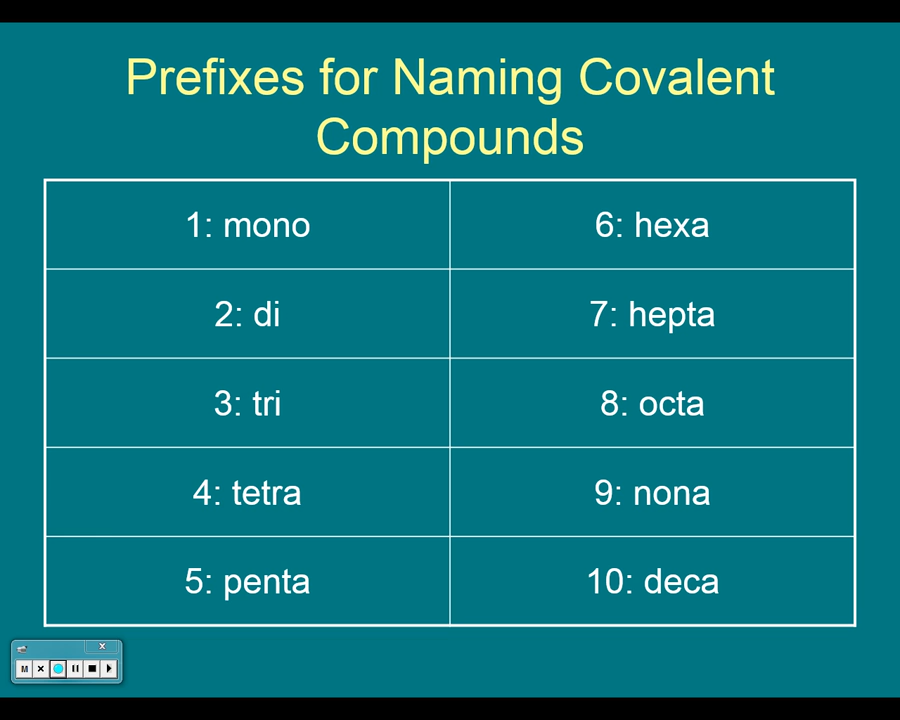 Prefixes for Naming Covalent
Compounds
1: mono
6: hexa
2: di
7: hepta
3: tri
8: octa
4: tetra
9: nona
5: penta
10: deca
M